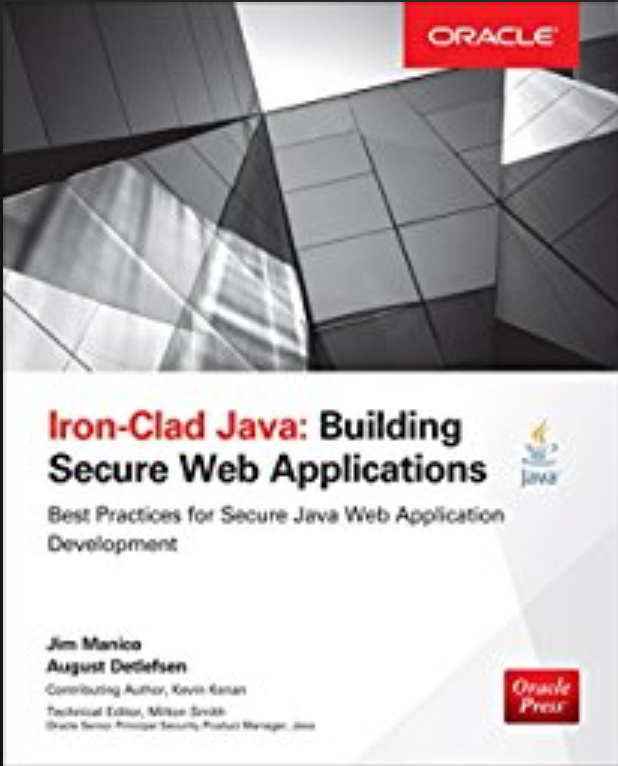 ORACLE®
Iron-Clad Java: Building
Secure Web Applications
Java
Best Practices for Secure Java Web Application
Development
Jim Manico
August Detlefsen
Contributing Author, Kevin Kenan
Technical Editor, Milton Smith
Oracle Senior Principal Security Product Manager, Java
Oracle
Press™